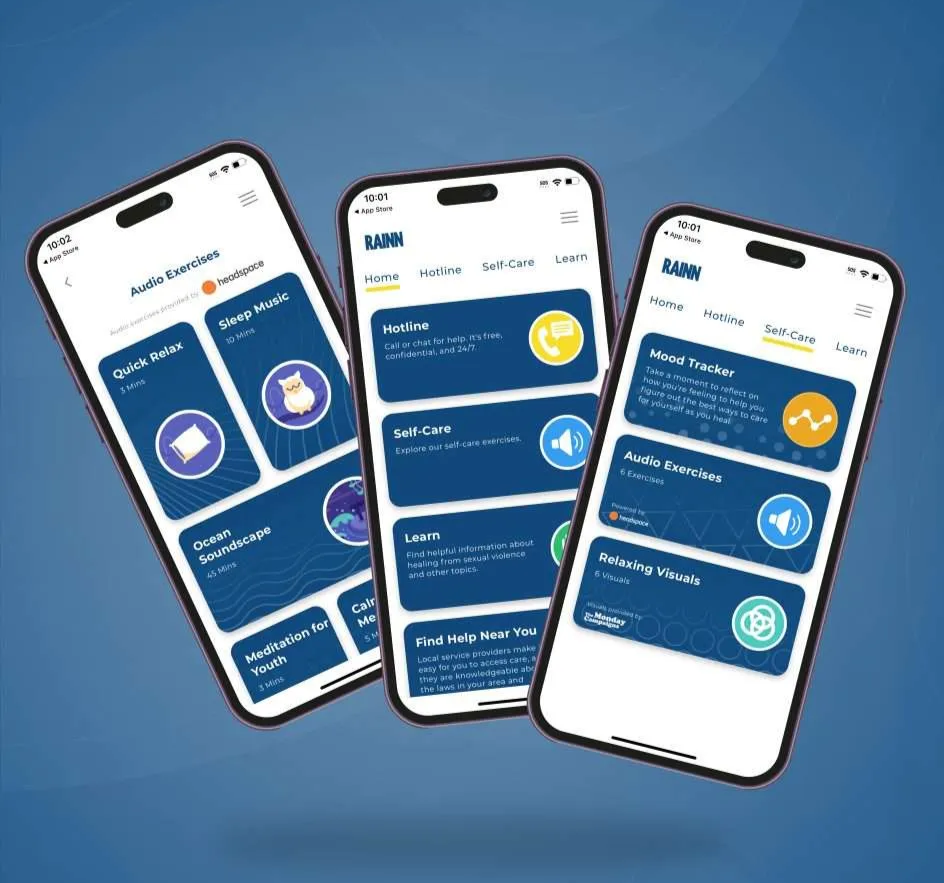 10:02
App Store
Audio Exercises
Audio exercises provided by headspace
Quick Relax
3 Mins
Sleep Music
10 Mins
Ocean
Soundscape
45 Mins
Meditation for
Youth
3 Mins
5 M
10:01
SOS
App Store
RAINN
Home Hotline Self-Care Learn
Hotline
Call or chat for help. It's free,
confidential, and 24/7.
Self-Care
Explore our self-care exercises.
Learn
Find helpful information about
healing from sexual violence
and other topics.
Find Help Near You
Local service providers make
easy for you to access care, a
they are knowledgeable abo
the laws in your area and
10:01
SOS
App Store
RAINN
Home Hotline Self-Care Learn
Mood Tracker
Take a moment to reflect on
how you're feeling to help you
figure out the best ways to care
for yourself as you heal.
Audio Exercises
6 Exercises
Powered by
headspace
Relaxing Visuals
6 Visuals
Visuals provided by
The Monday
Campaigns